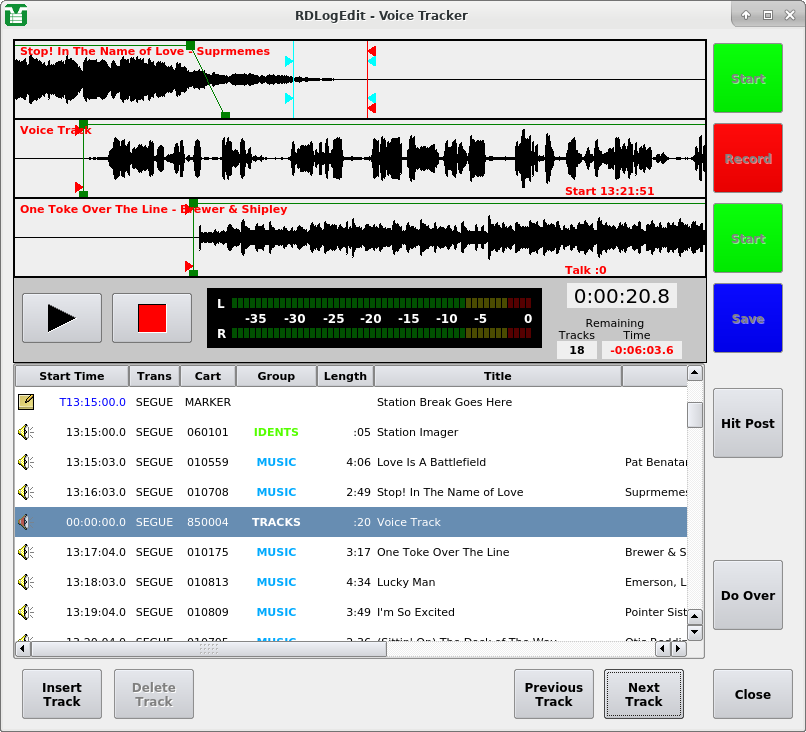 RDLogEdit - Voice Tracker
Stop! In The Name of Love - Suprmemes
Start
Voice Track
Start 13:21:51
Record
One Toke Over The Line - Brewer & Shipley
Talk :0
Start
L
-35 -30 -25 -20 -15 -10 -5 0
R
0:00:20.8
Remaining
Tracks Time
18 -0:06:03.6
Save
Start Time Trans Cart Group Length Title
T13:15:00.0 SEGUE MARKER Station Break Goes Here
13:15:00.0 SEGUE 060101 IDENTS :05 Station Imager
13:15:03.0 SEGUE 010559 MUSIC 4:06 Love Is A Battlefield Pat Benatar
13:16:03.0 SEGUE 010708 MUSIC 2:49 Stop! In The Name of Love Suprmemes
00:00:00.0 SEGUE 850004 TRACKS :20 Voice Track
13:17:04.0 SEGUE 010175 MUSIC 3:17 One Toke Over The Line Brewer & S
13:18:03.0 SEGUE 010813 MUSIC 4:34 Lucky Man Emerson, L
13:19:04.0 SEGUE 010809 MUSIC 3:49 I'm So Excited Pointer Sist
13:20:04.0 SEGUE 010705 MUSIC 2:36 (Sittin' On) The Dock of The Way
Hit Post
Do Over
Insert Track
Delete Track
Previous Track
Next Track
Close